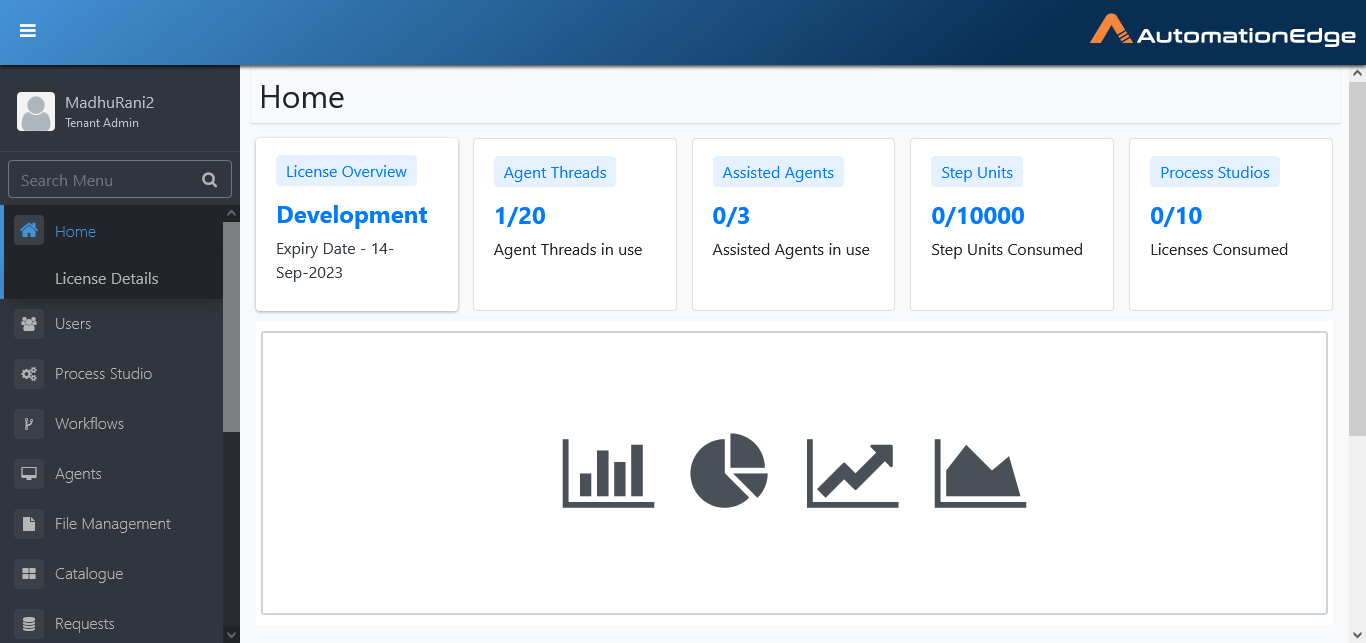 AutomationEdge
MadhuRani2
Tenant Admin
Search Menu
Home
License Details
Users
Process Studio
Workflows
Agents
File Management
Catalogue
Requests
Home
License Overview
Development
Expiry Date - 14-
Sep-2023
Agent Threads
1/20
Agent Threads in use
Assisted Agents
0/3
Assisted Agents in use
Step Units
0/10000
Step Units Consumed
Process Studios
0/10
Licenses Consumed